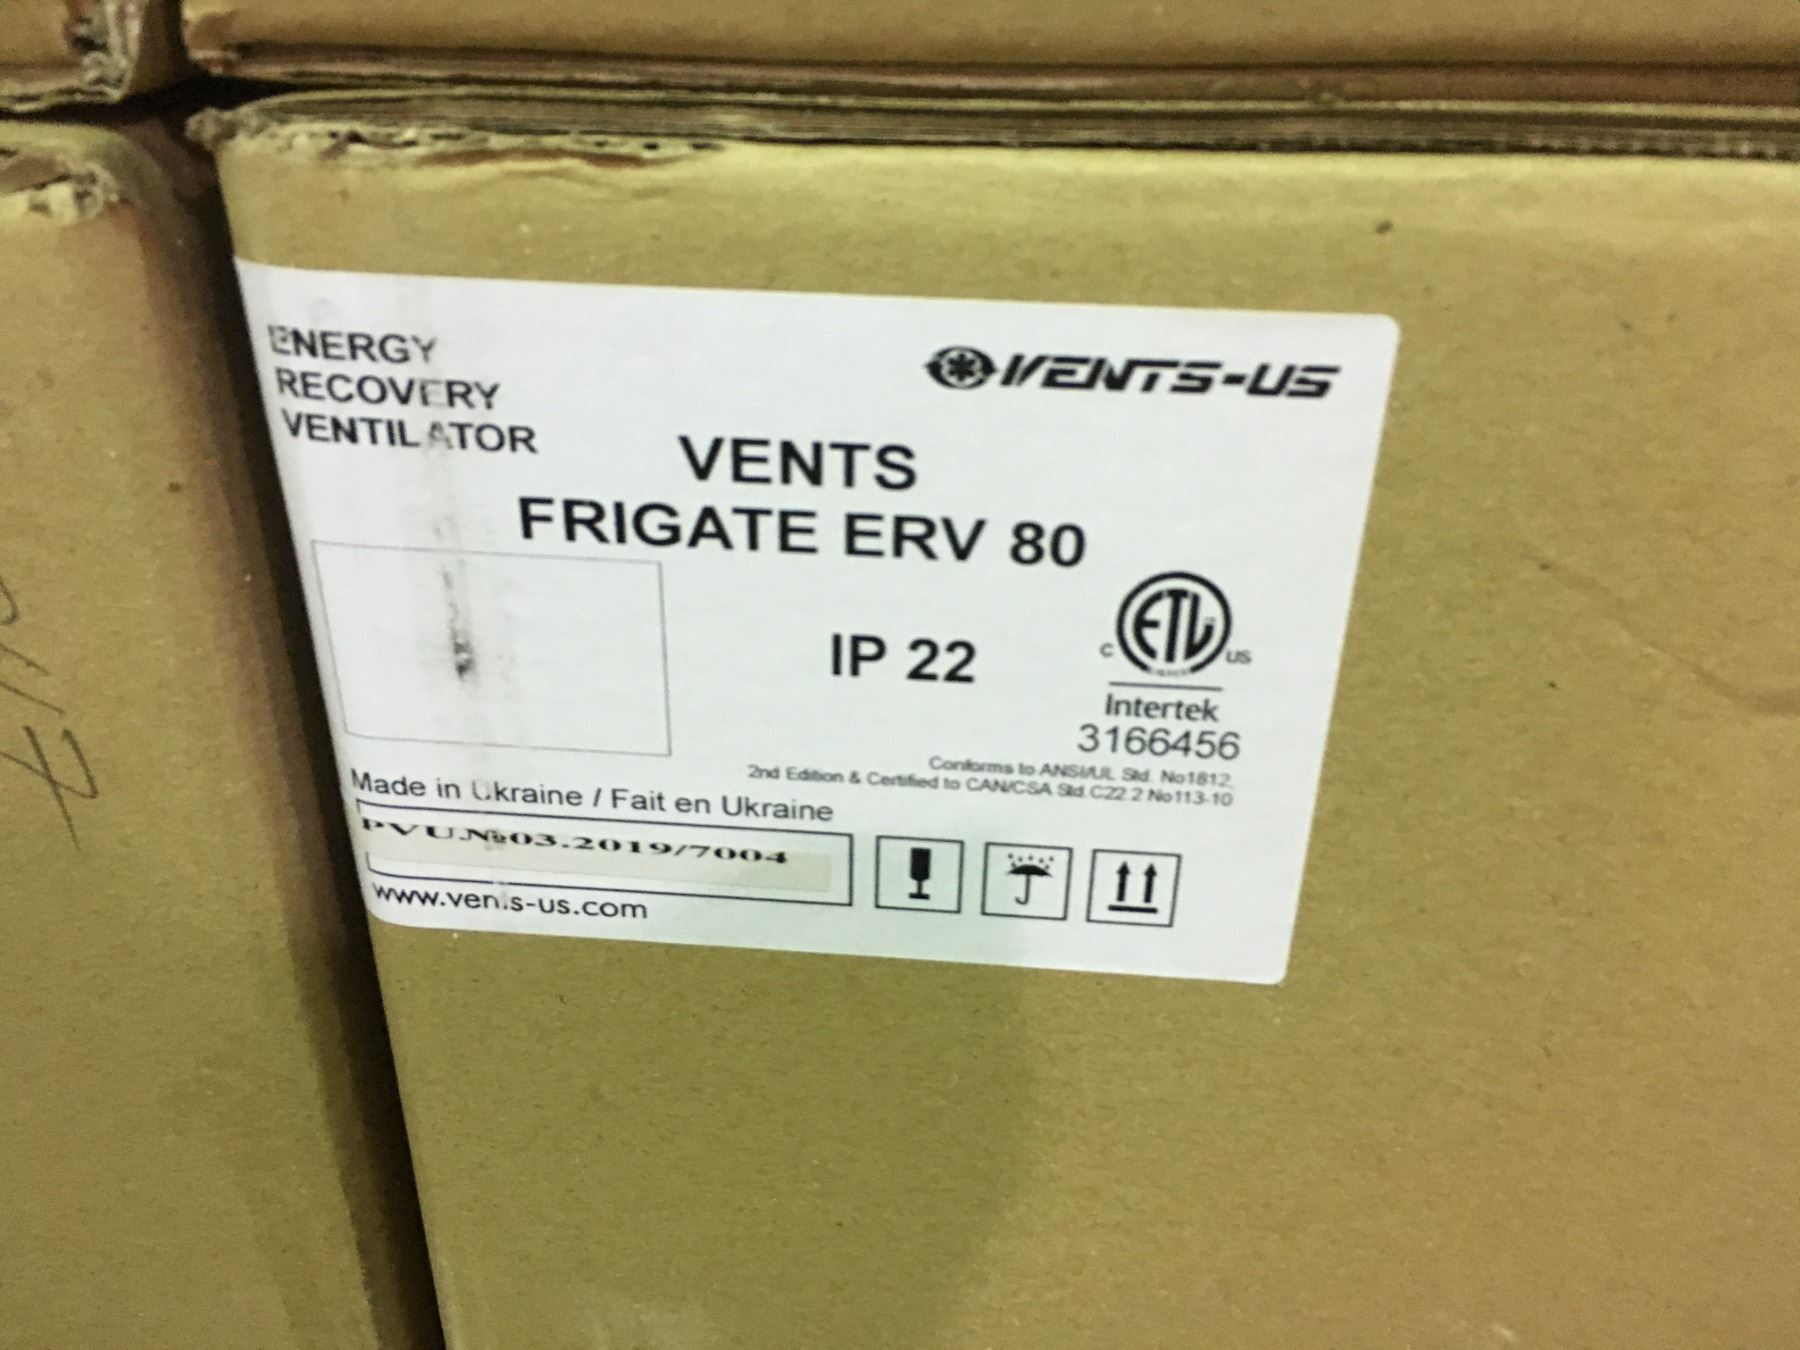 ENERGY
RECOVERY
VENTILATOR
VENTS-US
VENTS
FRIGATE ERV 80
IP 22
ETL
C US
Intertek
3166456
Conforms to ANSI/UL Std. No1812,
2nd Edition & Certified to CAN/CSA Std.C22.2 No113-10
Made in Ukraine / Fait en Ukraine
PVU№03.2019/7004
www.vents-us.com